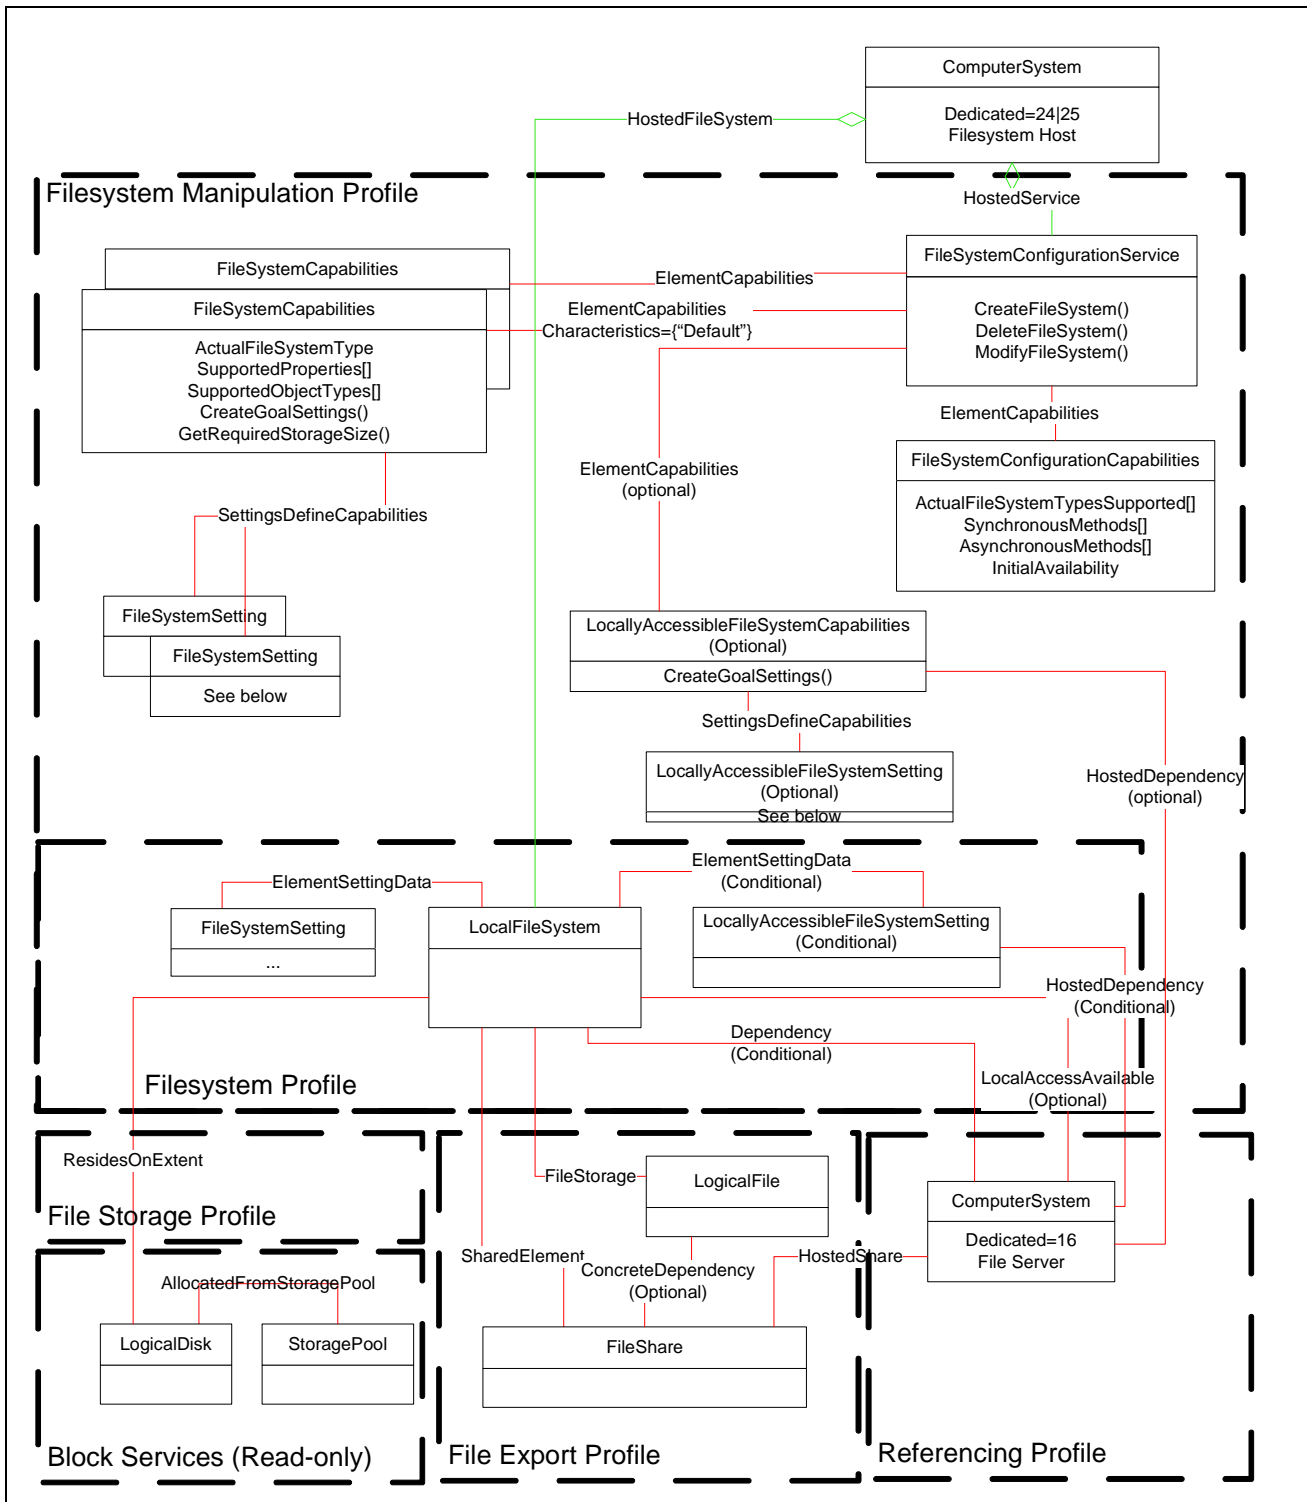 ComputerSystem
Dedicated=24|25
Filesystem Host
HostedFileSystem
Filesystem Manipulation Profile
HostedService
FileSystemCapabilities
FileSystemConfigurationService
ElementCapabilities
FileSystemCapabilities
ElementCapabilities
Characteristics={“Default”}
CreateFileSystem()
DeleteFileSystem()
ModifyFileSystem()
ActualFileSystemType
SupportedProperties[]
SupportedObjectTypes[]
CreateGoalSettings()
GetRequiredStorageSize()
ElementCapabilities
FileSystemConfigurationCapabilities
ElementCapabilities
(optional)
ActualFileSystemTypesSupported[]
SynchronousMethods[]
AsynchronousMethods[]
InitialAvailability
SettingsDefineCapabilities
FileSystemSetting
FileSystemSetting
See below
LocallyAccessibleFileSystemCapabilities
(Optional)
CreateGoalSettings()
SettingsDefineCapabilities
LocallyAccessibleFileSystemSetting
(Optional)
See below
HostedDependency
(optional)
ElementSettingData
ElementSettingData
(Conditional)
FileSystemSetting
...
LocalFileSystem
LocallyAccessibleFileSystemSetting
(Conditional)
HostedDependency
(Conditional)
Dependency
(Conditional)
LocalAccessAvailable
(Optional)
Filesystem Profile
ResidesOnExtent
File Storage Profile
FileStorage
LogicalFile
ComputerSystem
Dedicated=16
File Server
SharedElement
ConcreteDependency
(Optional)
HostedShare
AllocatedFromStoragePool
LogicalDisk
StoragePool
FileShare
Block Services (Read-only)
File Export Profile
Referencing Profile